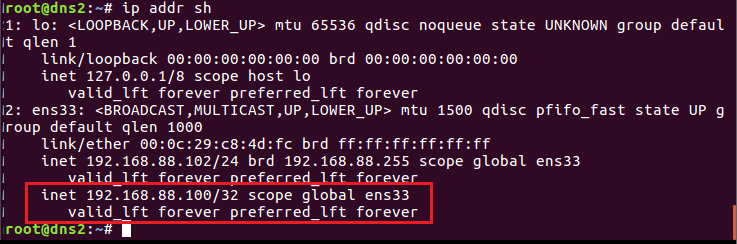 root@dns2:~# ip addr sh
1: lo: <LOOPBACK,UP,LOWER_UP> mtu 65536 qdisc noqueue state UNKNOWN group defaul
t qlen 1
    link/loopback 00:00:00:00:00:00 brd 00:00:00:00:00:00
    inet 127.0.0.1/8 scope host lo
       valid_lft forever preferred_lft forever
2: ens33: <BROADCAST,MULTICAST,UP,LOWER_UP> mtu 1500 qdisc pfifo_fast state UP g
roup default qlen 1000
    link/ether 00:0c:29:c8:4d:fc brd ff:ff:ff:ff:ff:ff
    inet 192.168.88.102/24 brd 192.168.88.255 scope global ens33
       valid_lft forever preferred_lft forever
    inet 192.168.88.100/32 scope global ens33
       valid_lft forever preferred_lft forever
root@dns2:~#